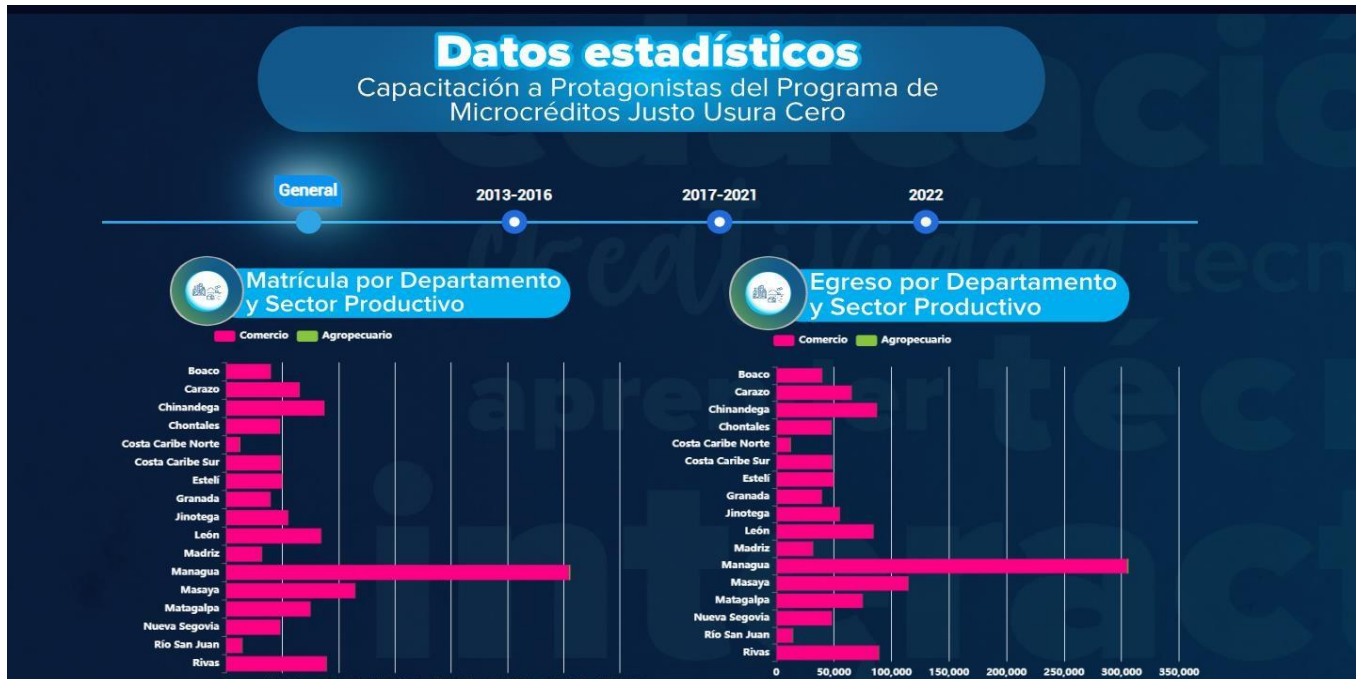 Datos estadísticos
Capacitación a Protagonistas del Programa de
Microcréditos Justo Usura Cero
General
2013-2016
2017-2021
2022
Matrícula por Departamento
y Sector Productivo
Comercio
Agropecuario
Boaco
Carazo
Chinandega
Chontales
Costa Caribe Norte
Costa Caribe Sur
Estelí
Granada
Jinotega
León
Madriz
Managua
Masaya
Matagalpa
Nueva Segovia
Río San Juan
Rivas
Egreso por Departamento
y Sector Productivo
Comercio
Agropecuario
Boaco
Carazo
Chinandega
Chontales
Costa Caribe Norte
Costa Caribe Sur
Estelí
Granada
Jinotega
León
Madriz
Managua
Masaya
Matagalpa
Nueva Segovia
Río San Juan
Rivas
0 50,000 100,000 150,000 200,000 250,000 300,000 350,000
creatividad
aprender